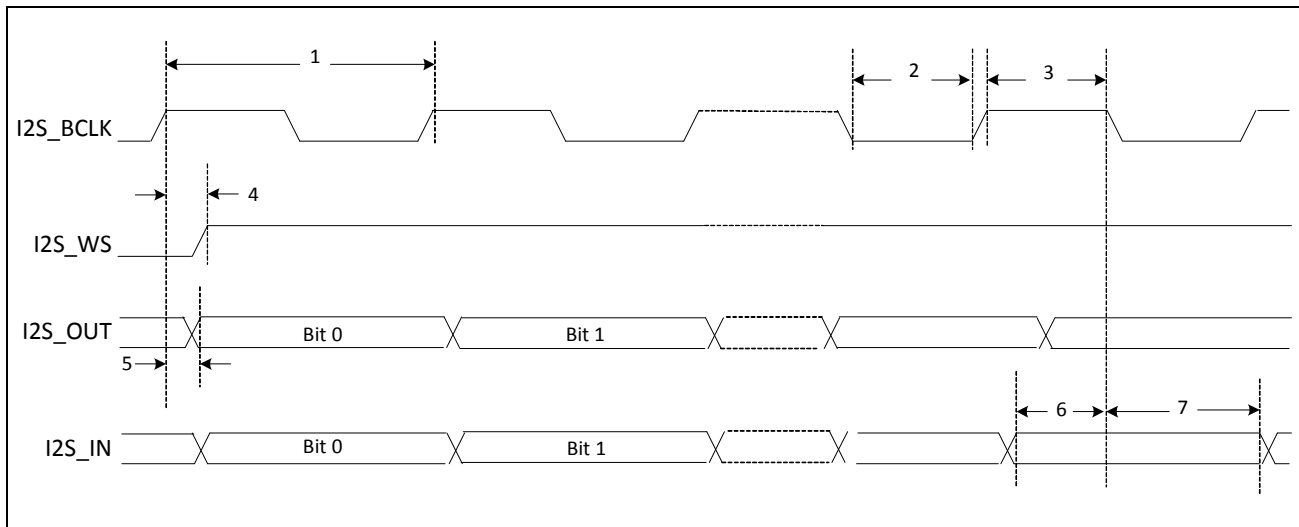 1
2
3
I2S_BCLK
4
I2S_WS
I2S_OUT
Bit 0
Bit 1
5
6
7
I2S_IN
Bit 0
Bit 1